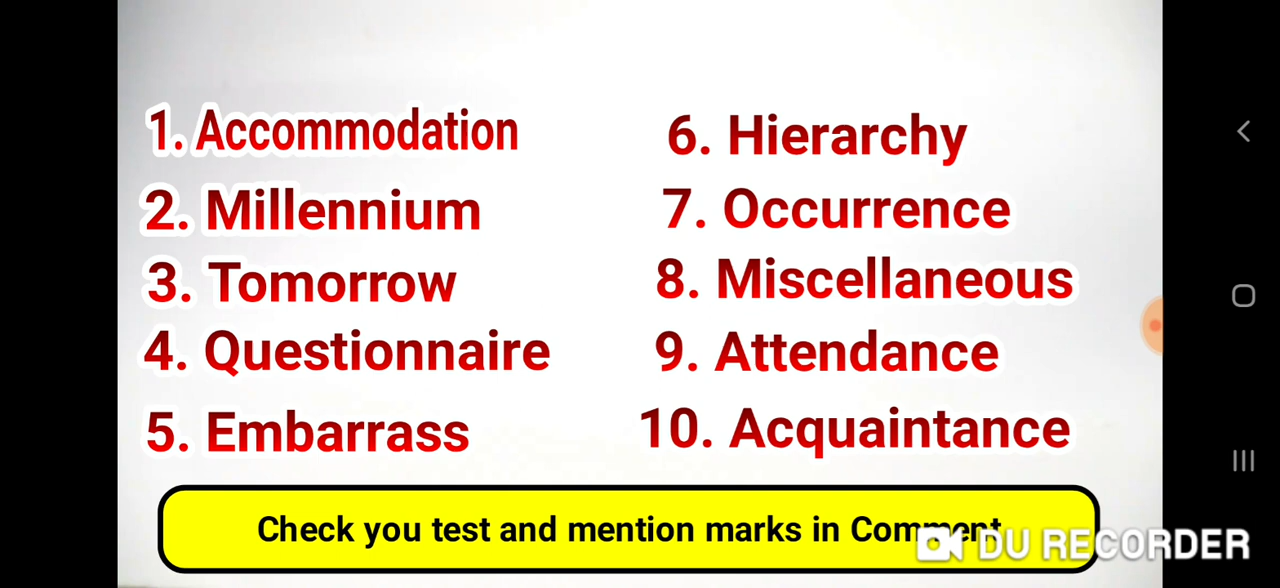 1. Accommodation
2. Millennium
3. Tomorrow
4. Questionnaire
5. Embarrass
6. Hierarchy
7. Occurrence
8. Miscellaneous
9. Attendance
10. Acquaintance
Check you test and mention marks in Comment
DU RECORDER